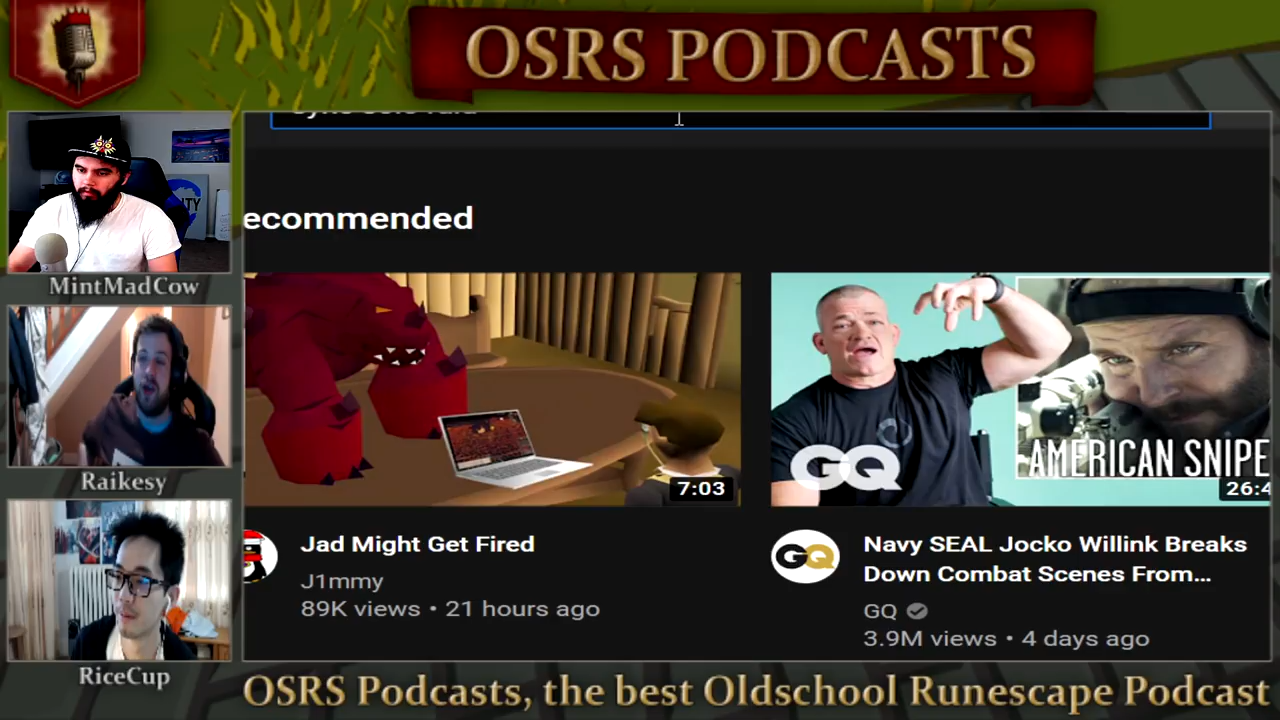 OSRS PODCASTS
ecommended
MintMadCow
7:03
GQ
AMERICAN SNIPE
26:4
Raikesy
Jad Might Get Fired
J1mmy
89K views • 21 hours ago
GQ
Navy SEAL Jocko Willink Breaks
Down Combat Scenes From...
GQ
3.9M views • 4 days ago
RiceCup
OSRS Podcasts, the best Oldschool Runescape Podcast